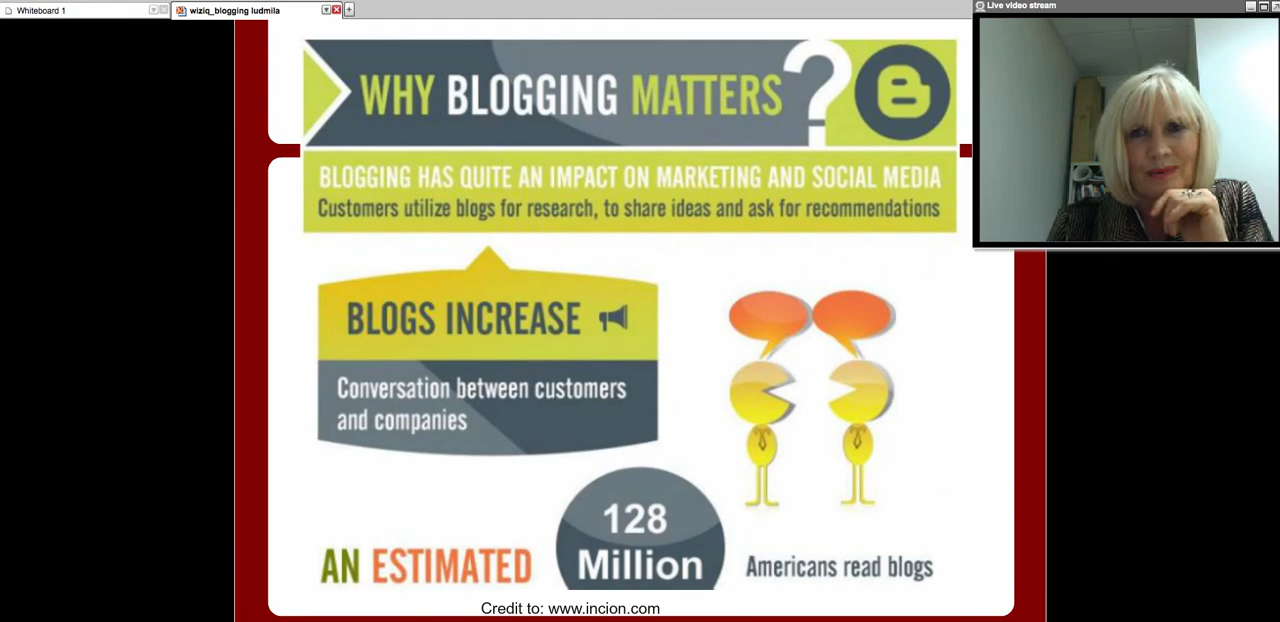 Whiteboard 1
wiziq_blogging ludmila
Live video stream
WHY BLOGGING MATTERS ?
BLOGGING HAS QUITE AN IMPACT ON MARKETING AND SOCIAL MEDIA
Customers utilize blogs for research, to share ideas and ask for recommendations
BLOGS INCREASE
Conversation between customers
and companies
128
AN ESTIMATED Million Americans read blogs
Credit to: www.incion.com